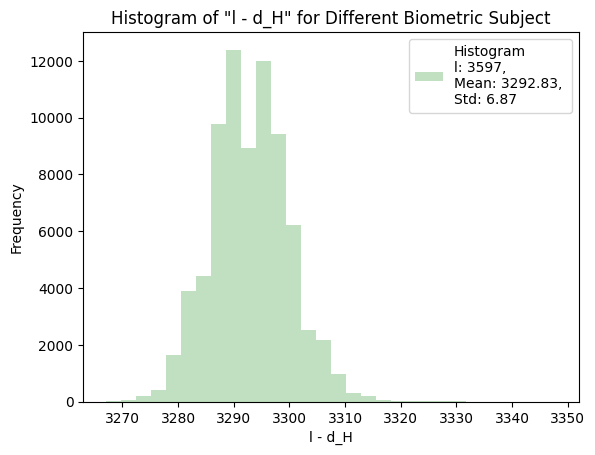 Histogram of "l - d_H" for Different Biometric Subject
Histogram
l: 3597,
Mean: 3292.83,
Std: 6.87
Frequency
12000
10000
8000
6000
4000
2000
0
3270 3280 3290 3300 3310 3320 3330 3340 3350
l - d_H